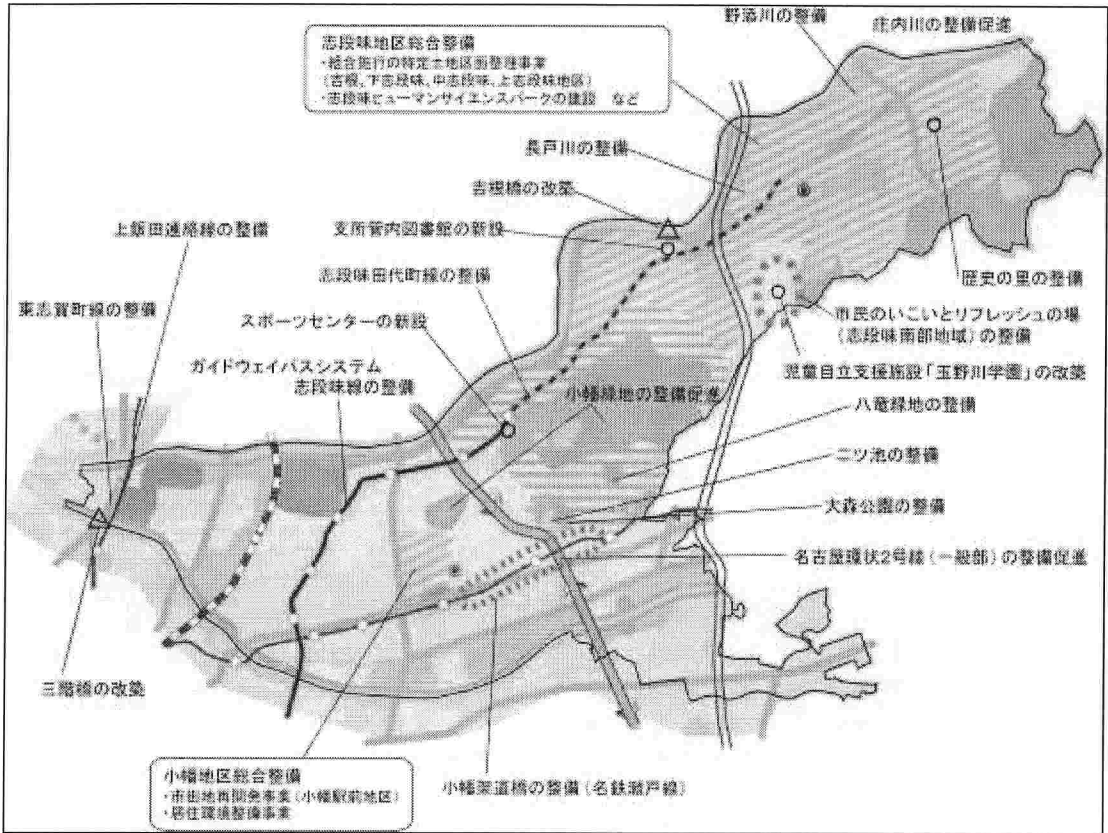 野添川の整備
庄内川の整備促進
志段味地区総合整備
・組合施行の特定土地区画整理事業
(吉根、下志段味、中志段味、上志段味地区)
・志段味ヒューマンサイエンスパークの建設 など
長戸川の整備
吉根橋の改築
上飯田連絡線の整備
支所管内図書館の新設
志段味田代町線の整備
歴史の里の整備
東志賀町線の整備
スポーツセンターの新設
市民のいこいとリフレッシュの場
(志段味南部地域)の整備
ガイドウェイバスシステム
志段味線の整備
児童自立支援施設「玉野川学園」の改築
小幡緑地の整備促進
八竜緑地の整備
二ツ池の整備
大森公園の整備
名古屋環状2号線(一般部)の整備促進
三階橋の改築
小幡地区総合整備
・市街地再開発事業(小幡駅前地区)
・居住環境整備事業
小幡架道橋の整備(名鉄瀬戸線)